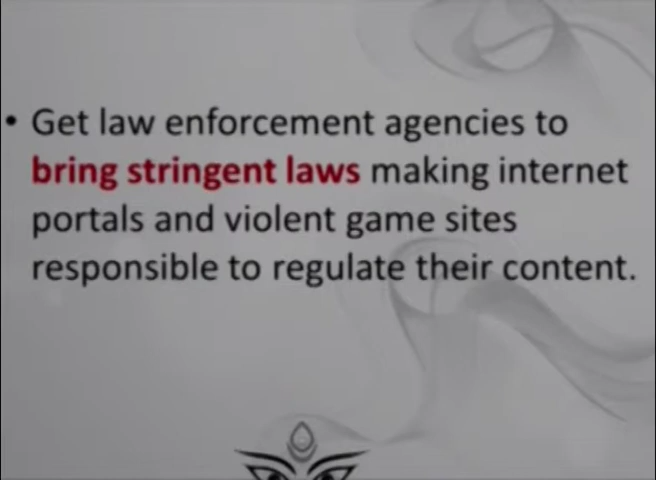 • Get law enforcement agencies to
bring stringent laws making internet
portals and violent game sites
responsible to regulate their content.